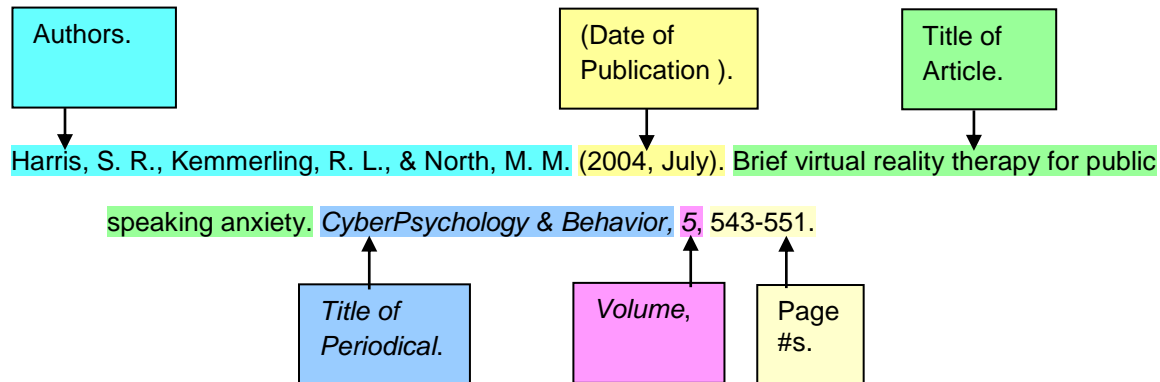 Authors.
(Date of
Publication ).
Title of
Article.
Harris, S. R., Kemmerling, R. L., & North, M. M. (2004, July). Brief virtual reality therapy for public
speaking anxiety. CyberPsychology & Behavior, 5, 543-551.
Title of
Periodical.
Volume,
Page
#s.